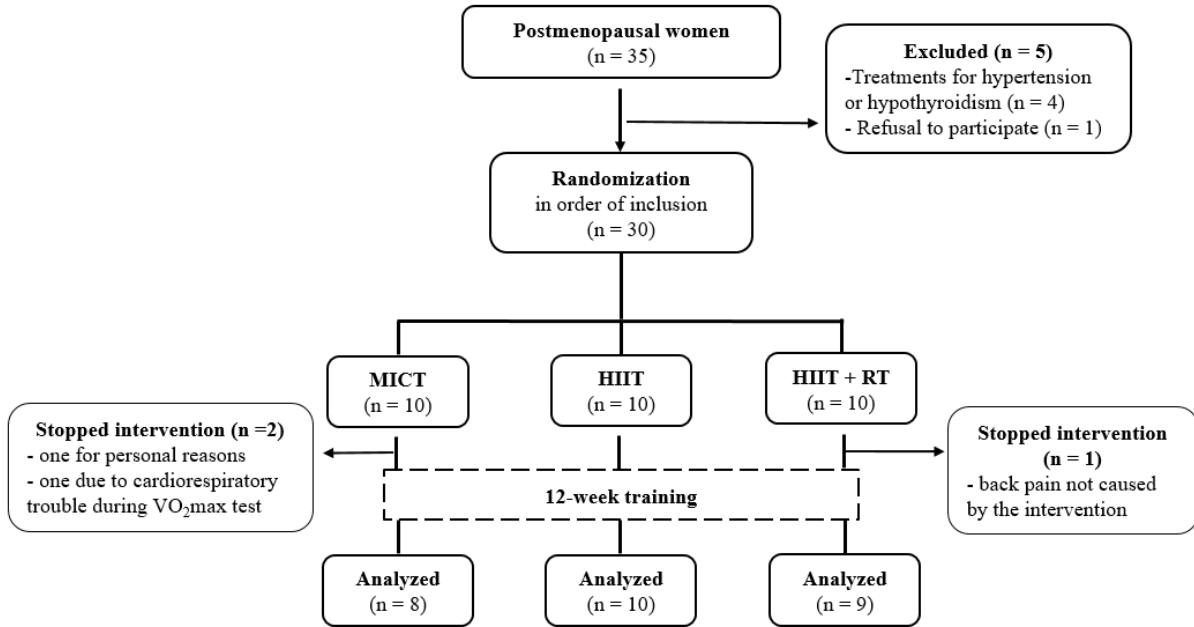 Postmenopausal women
(n = 35)
Excluded (n = 5)
-Treatments for hypertension
or hypothyroidism (n = 4)
- Refusal to participate (n = 1)
Randomization
in order of inclusion
(n = 30)
MICT
(n = 10)
HIIT
(n = 10)
HIIT + RT
(n = 10)
Stopped intervention (n =2)
- one for personal reasons
- one due to cardiorespiratory
trouble during VO₂max test
Stopped intervention
(n = 1)
- back pain not caused
by the intervention
12-week training
Analyzed
(n = 8)
Analyzed
(n = 10)
Analyzed
(n = 9)